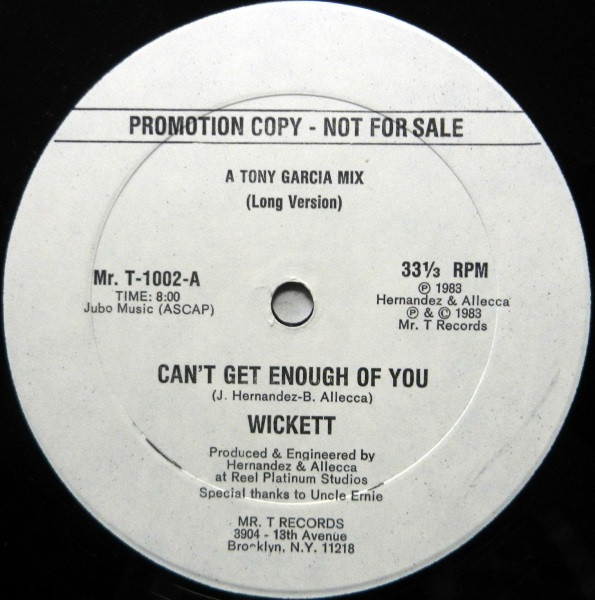 PROMOTION COPY - NOT FOR SALE
A TONY GARCIA MIX
(Long Version)
Mr. T-1002-A
TIME: 8:00
Jubo Music (ASCAP)
33⅓ RPM
℗ 1983
Hernandez & Allecca
℗ & © 1983
Mr. T Records
CAN'T GET ENOUGH OF YOU
(J. Hernandez-B. Allecca)
WICKETT
Produced & Engineered by
Hernandez & Allecca
at Reel Platinum Studios
Special thanks to Uncle Ernie
MR. T RECORDS
3904 - 13th Avenue
Brooklyn, N.Y. 11218